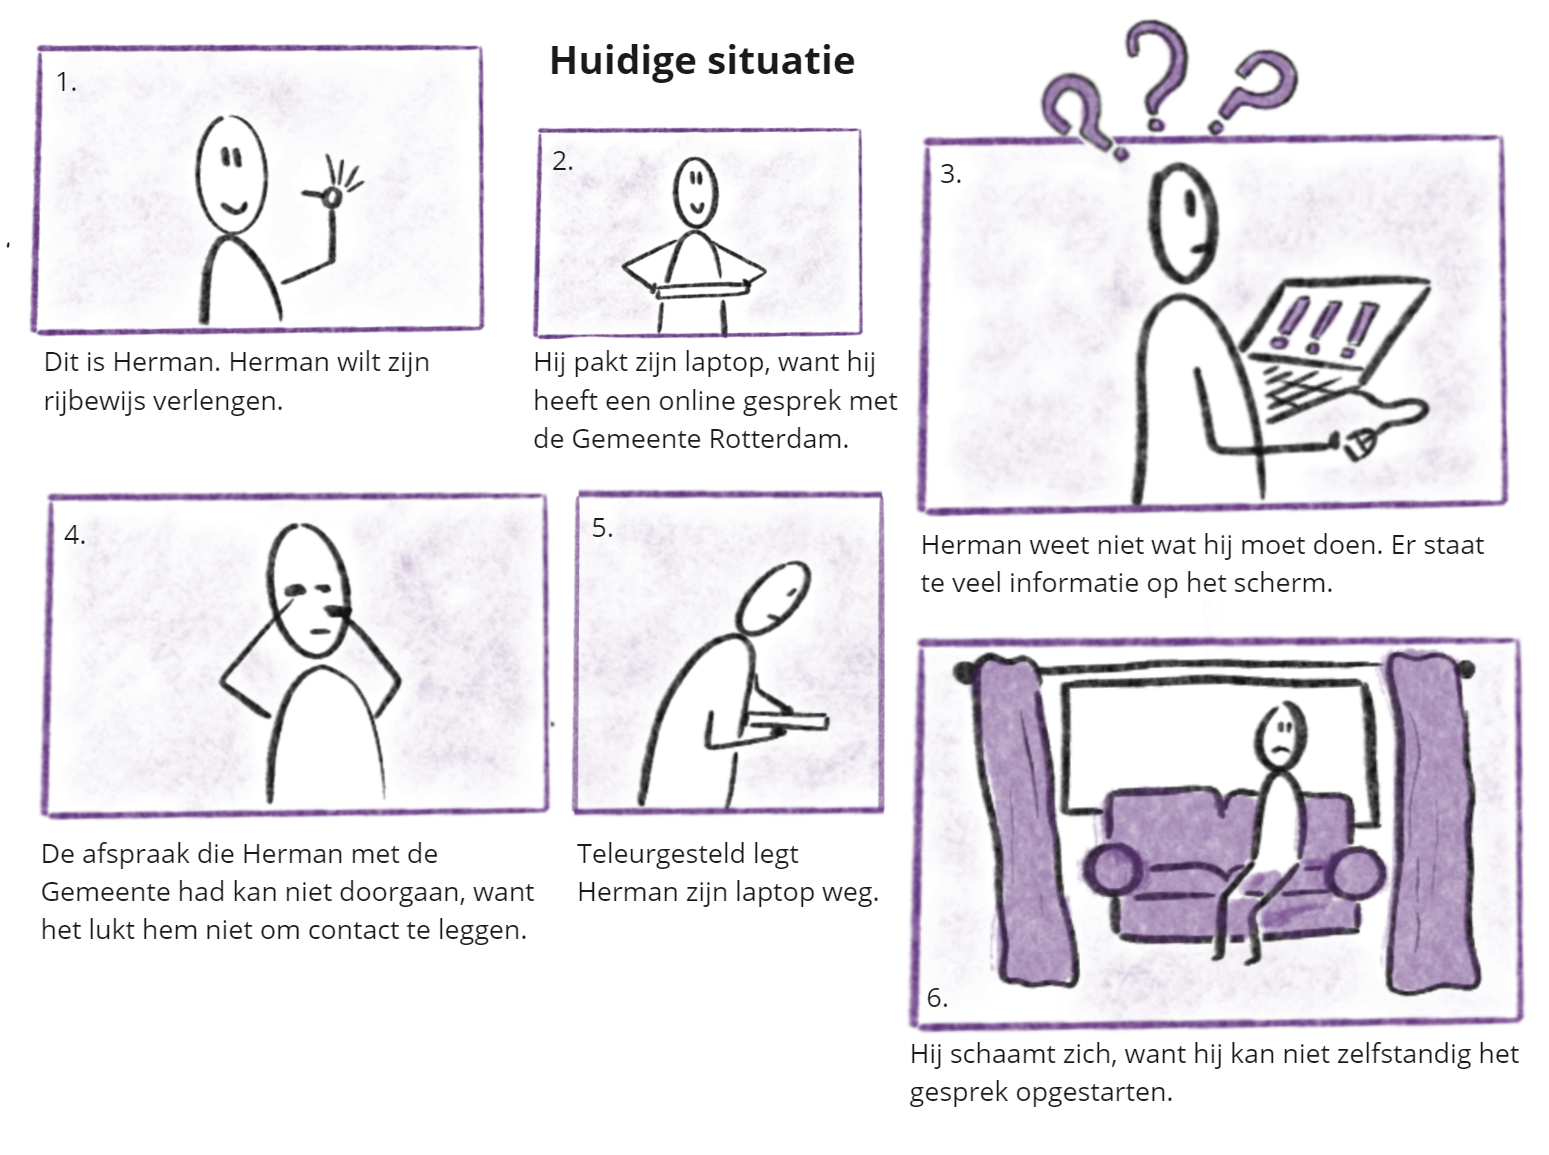 Huidige situatie
1.
Dit is Herman. Herman wilt zijn
rijbewijs verlengen.
2.
Hij pakt zijn laptop, want hij
heeft een online gesprek met
de Gemeente Rotterdam.
???
3.
!!!
Herman weet niet wat hij moet doen. Er staat
te veel informatie op het scherm.
4.
De afspraak die Herman met de
Gemeente had kan niet doorgaan, want
het lukt hem niet om contact te leggen.
5.
Teleurgesteld legt
Herman zijn laptop weg.
6.
Hij schaamt zich, want hij kan niet zelfstandig het
gesprek opgestarten.